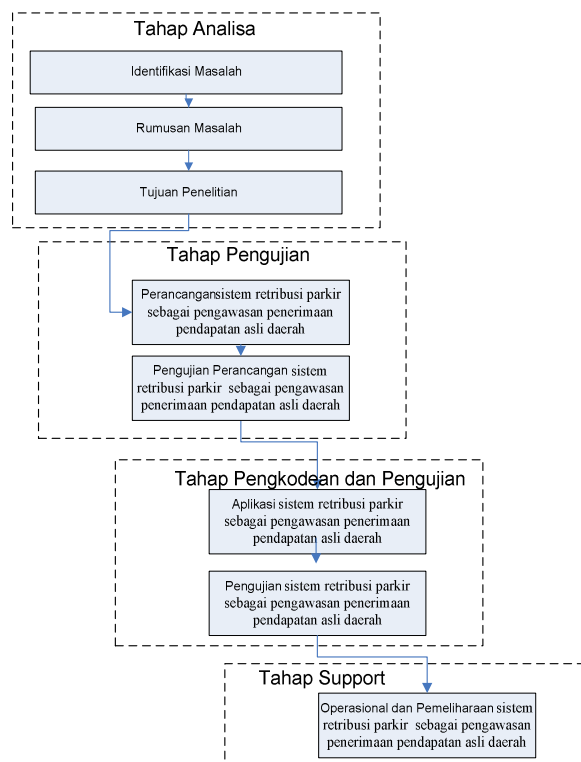 Tahap Analisa
Identifikasi Masalah
Rumusan Masalah
Tujuan Penelitian
Tahap Pengujian
Perancangansistem retribusi parkir
sebagai pengawasan penerimaan
pendapatan asli daerah
Pengujian Perancangan sistem
retribusi parkir sebagai pengawasan
penerimaan pendapatan asli daerah
Tahap Pengkodean dan Pengujian
Aplikasi sistem retribusi parkir
sebagai pengawasan penerimaan
pendapatan asli daerah
Pengujian sistem retribusi parkir
sebagai pengawasan penerimaan
pendapatan asli daerah
Tahap Support
Operasional dan Pemeliharaan sistem
retribusi parkir sebagai pengawasan
penerimaan pendapatan asli daerah